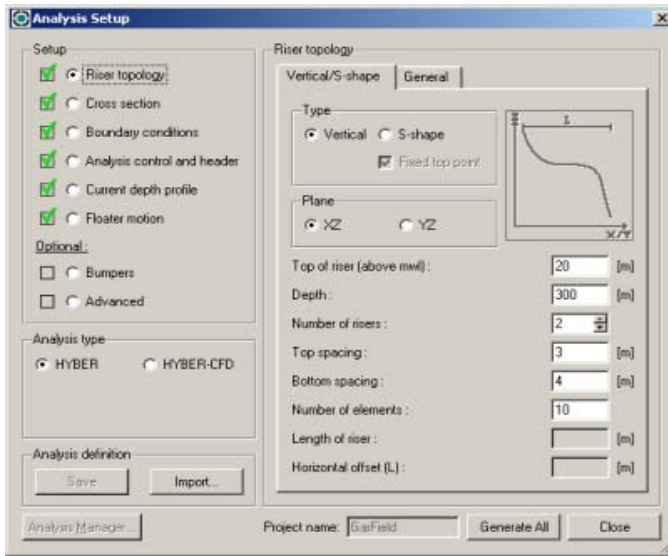 Analysis Setup
Setup
Riser topology
Cross section
Boundary conditions
Analysis control and header
Current depth profile
Floater motion
Optional :
Bumpers
Advanced
Analysis type
HYBER
HYBER-CFD
Analysis definition
Save
Import...
Analysis Manager...
Riser topology
Vertical/S-shape
General
Type
Vertical
S-shape
Fixed top point
Plane
XZ
YZ
L
X/Y
Top of riser (above mwl) : 20 [m]
Depth : 300 [m]
Number of risers : 2
Top spacing : 3 [m]
Bottom spacing : 4 [m]
Number of elements : 10
Length of riser : [m]
Horizontal offset (L) : [m]
Project name: GarField
Generate All
Close